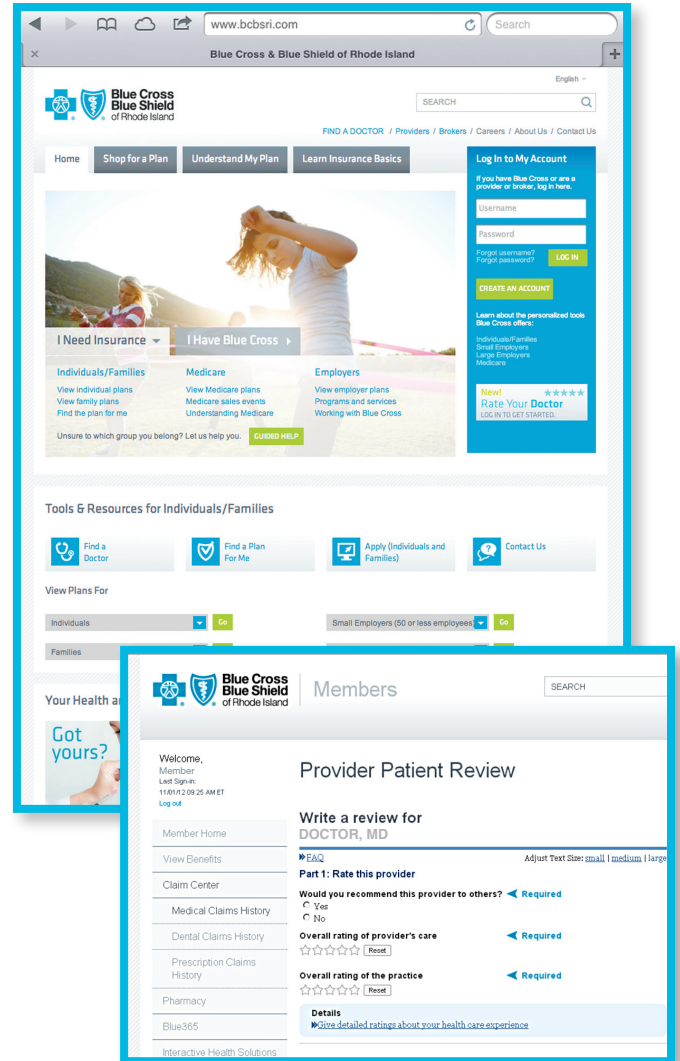 www.bcbsri.com
Search
Blue Cross & Blue Shield of Rhode Island
English
Blue Cross
Blue Shield
of Rhode Island
SEARCH
FIND A DOCTOR / Providers / Brokers / Careers / About Us / Contact Us
Home
Shop for a Plan
Understand My Plan
Learn Insurance Basics
Log In to My Account
If you have Blue Cross or are a
provider or broker, log in here.
Username
Password
Forgot username?
Forgot password?
LOG IN
CREATE AN ACCOUNT
Learn about the personalized tools
Blue Cross offers:
Individuals/Families
Small Employers
Large Employers
Medicare
New!
Rate Your Doctor
LOG IN TO GET STARTED.
I Need Insurance
I Have Blue Cross
Individuals/Families
View individual plans
View family plans
Find the plan for me
Medicare
View Medicare plans
Medicare sales events
Understanding Medicare
Employers
View employer plans
Programs and services
Working with Blue Cross
Unsure to which group you belong? Let us help you.
GUIDED HELP
Tools & Resources for Individuals/Families
Find a
Doctor
Find a Plan
For Me
Apply (Individuals and
Families)
Contact Us
View Plans For
Individuals
Go
Small Employers (50 or less employees)
Go
Families
Your Health a
Got
yours?
Blue Cross
Blue Shield
of Rhode Island
Members
SEARCH
Welcome,
Member
Last Sign-in:
11/01/12 09:25 AM ET
Log out
Member Home
View Benefits
Claim Center
Medical Claims History
Dental Claims History
Prescription Claims
History
Pharmacy
Blue365
Interactive Health Solutions
Provider Patient Review
Write a review for
DOCTOR, MD
FAQ
Adjust Text Size: small | medium | large
Part 1: Rate this provider
Would you recommend this provider to others? Required
Yes
No
Overall rating of provider's care Required
Reset
Overall rating of the practice Required
Reset
Details
Give detailed ratings about your health care experience